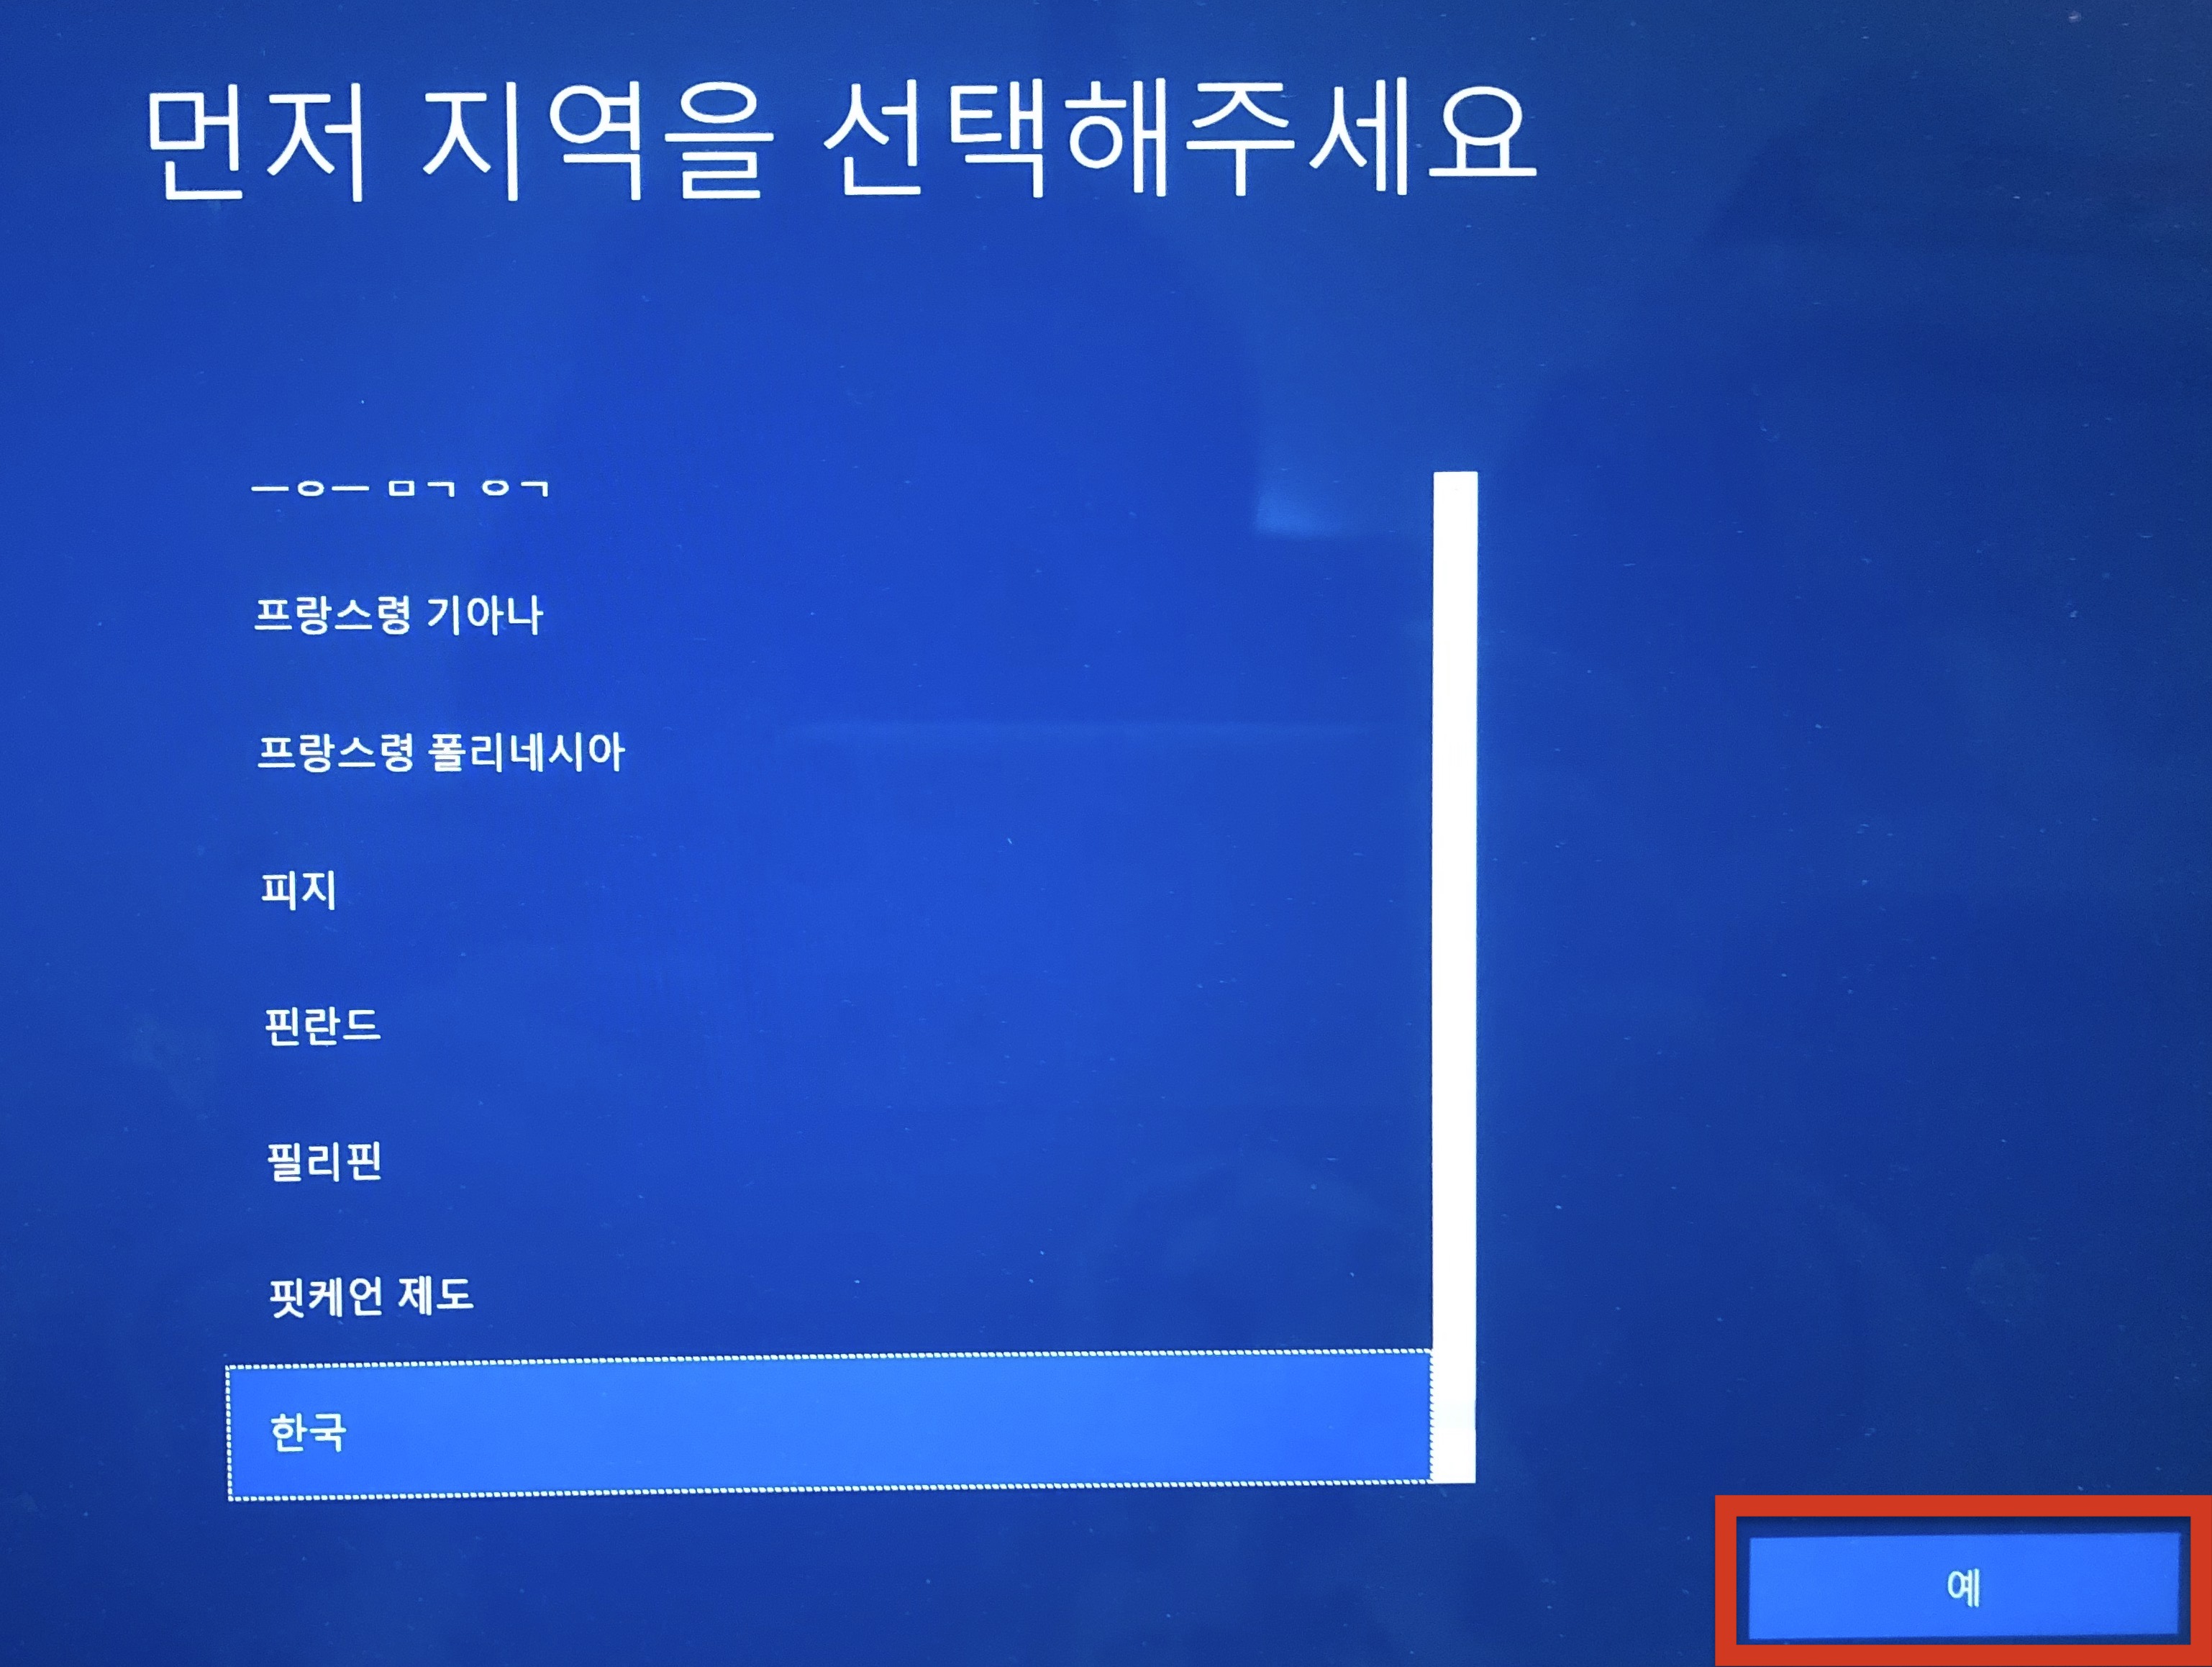 먼저 지역을 선택해주세요
프랑스령 기아나
프랑스령 폴리네시아
피지
핀란드
필리핀
핏케언 제도
한국
예